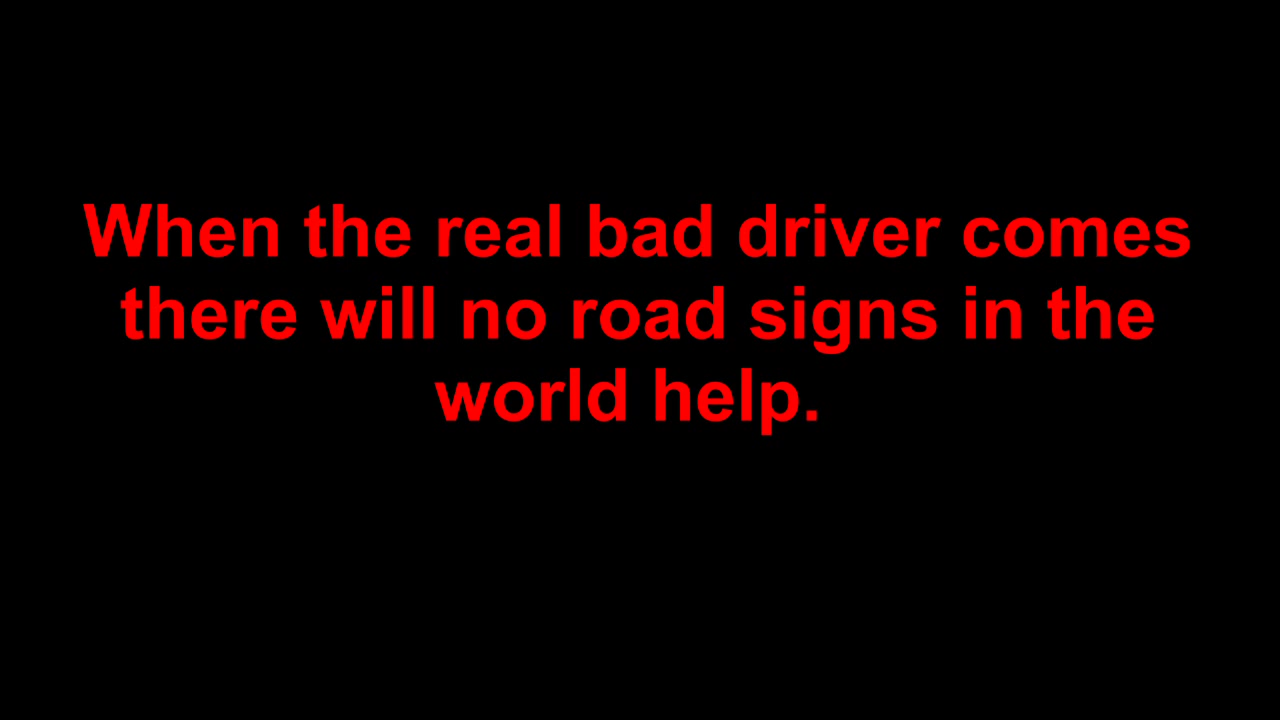 When the real bad driver comes
there will no road signs in the
world help.